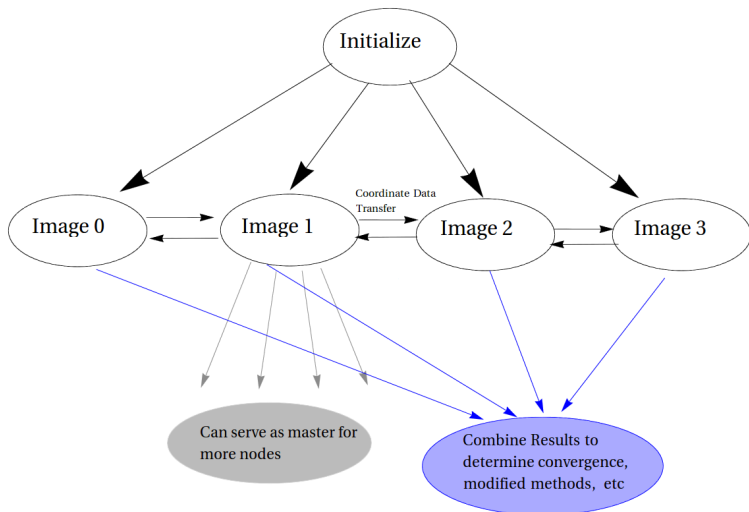 Initialize
Coordinate Data
Transfer
Image 0
Image 1
Image 2
Image 3
Can serve as master for
more nodes
Combine Results to
determine convergence,
modified methods, etc